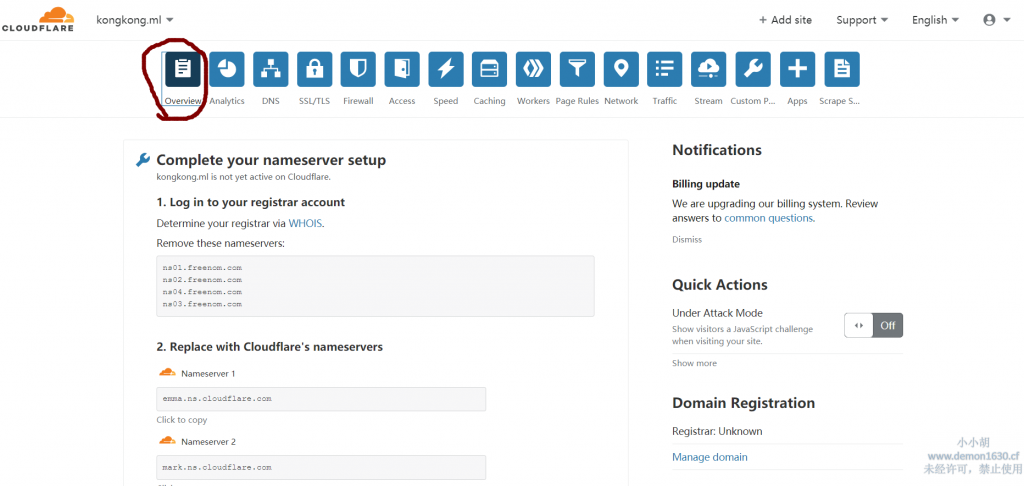 CLOUDFLARE
kongkong.ml
+ Add site
Support
English
Overview
Analytics
DNS
SSL/TLS
Firewall
Access
Speed
Caching
Workers
Page Rules
Network
Traffic
Stream
Custom P...
Apps
Scrape S...
Complete your nameserver setup
kongkong.ml is not yet active on Cloudflare.
1. Log in to your registrar account
Determine your registrar via WHOIS.
Remove these nameservers:
ns01.freenom.com
ns02.freenom.com
ns04.freenom.com
ns03.freenom.com
2. Replace with Cloudflare's nameservers
Nameserver 1
emma.ns.cloudflare.com
Click to copy
Nameserver 2
mark.ns.cloudflare.com
Notifications
Billing update
We are upgrading our billing system. Review
answers to common questions.
Dismiss
Quick Actions
Under Attack Mode
Show visitors a JavaScript challenge
when visiting your site.
Off
Show more
Domain Registration
Registrar: Unknown
Manage domain
小小胡
www.demon1630.cf
未经许可，禁止使用